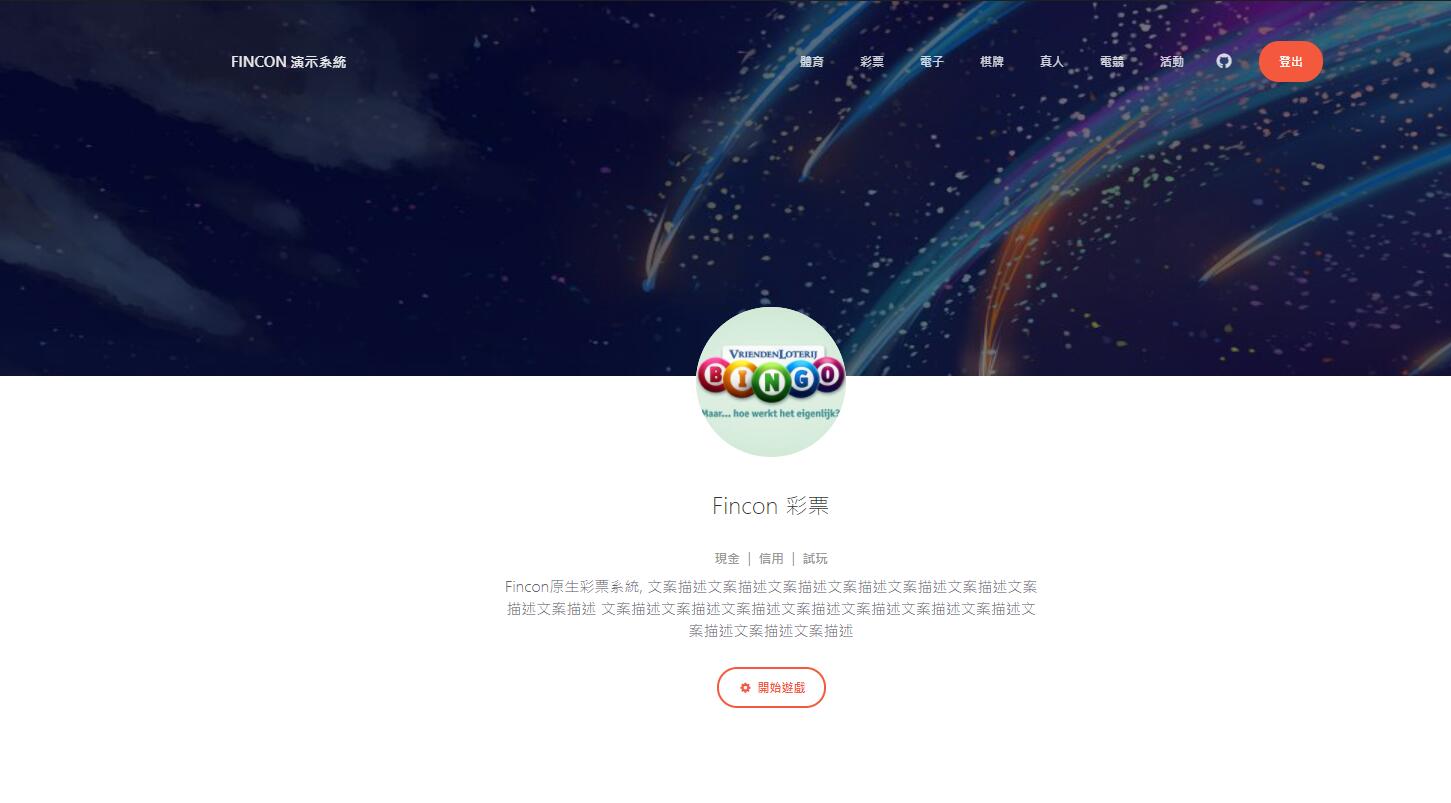 FINCON 演示系統
體育 彩票 電子 棋牌 真人 電競 活動 登出
VRIENDENLOTERIJ
BINGO
Maar... hoe werkt het eigenlijk?
Fincon 彩票
現金 | 信用 | 試玩
Fincon原生彩票系統, 文案描述文案描述文案描述文案描述文案描述文案描述文案
描述文案描述 文案描述文案描述文案描述文案描述文案描述文案描述文案描述文
案描述文案描述文案描述
開始遊戲